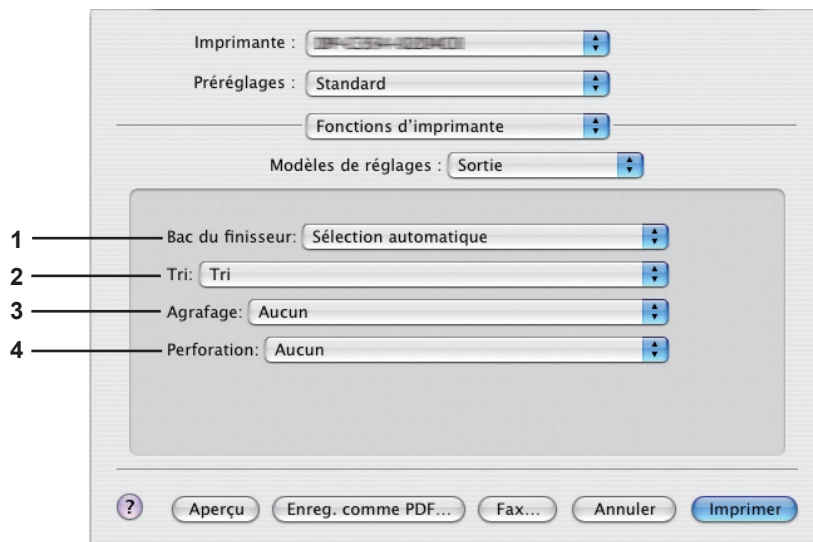 Imprimante :
Préréglages : Standard
Fonctions d'imprimante
Modèles de réglages : Sortie
1 Bac du finisseur: Sélection automatique
2 Tri: Tri
3 Agrafage: Aucun
4 Perforation: Aucun
? Aperçu Enreg. comme PDF... Fax... Annuler Imprimer